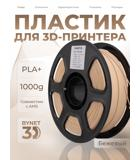 ПЛАСТИК
ДЛЯ 3D-ПРИНТЕРА
PLA+
1000g
Совместим
с AMS
BYNET
3D
Бежевый